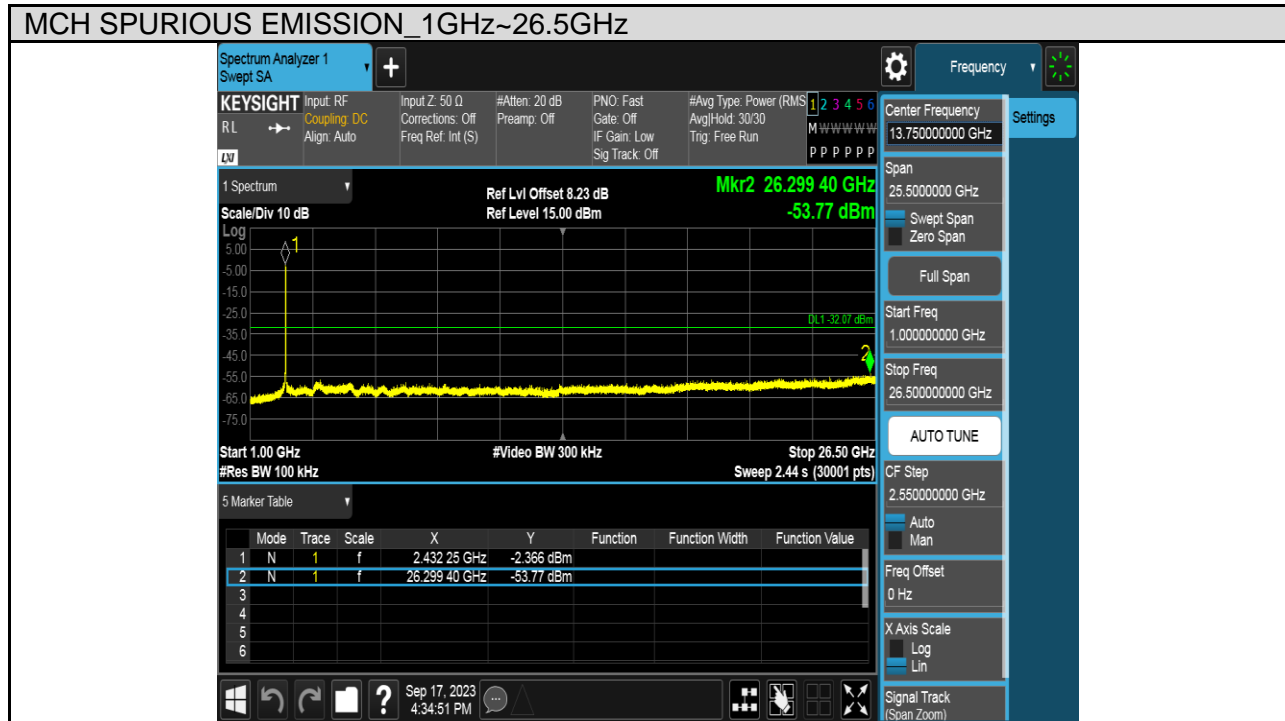 MCH SPURIOUS EMISSION_1GHz~26.5GHz
Spectrum Analyzer 1
Swept SA
+
Frequency
KEYSIGHT
RL
LXI
Input: RF
Coupling: DC
Align: Auto
Input Z: 50 Ω
Corrections: Off
Freq Ref: Int (S)
#Atten: 20 dB
Preamp: Off
PNO: Fast
Gate: Off
IF Gain: Low
Sig Track: Off
#Avg Type: Power (RMS
Avg|Hold: 30/30
Trig: Free Run
1 2 3 4 5 6
M W W W W W
P P P P P P
1 Spectrum
Scale/Div 10 dB
Ref Lvl Offset 8.23 dB
Ref Level 15.00 dBm
Mkr2 26.299 40 GHz
-53.77 dBm
Log
5.00
-5.00
-15.0
-25.0
-35.0
-45.0
-55.0
-65.0
-75.0
1
DL1 -32.07 dBm
2
Start 1.00 GHz
#Res BW 100 kHz
#Video BW 300 kHz
Stop 26.50 GHz
Sweep 2.44 s (30001 pts)
5 Marker Table
Mode Trace Scale X Y Function Function Width Function Value
1 N 1 f 2.432 25 GHz -2.366 dBm
2 N 1 f 26.299 40 GHz -53.77 dBm
3
4
5
6
?
Sep 17, 2023
4:34:51 PM
Center Frequency
13.750000000 GHz
Settings
Span
25.5000000 GHz
Swept Span
Zero Span
Full Span
Start Freq
1.000000000 GHz
Stop Freq
26.500000000 GHz
AUTO TUNE
CF Step
2.550000000 GHz
Auto
Man
Freq Offset
0 Hz
X Axis Scale
Log
Lin
Signal Track
(Span Zoom)